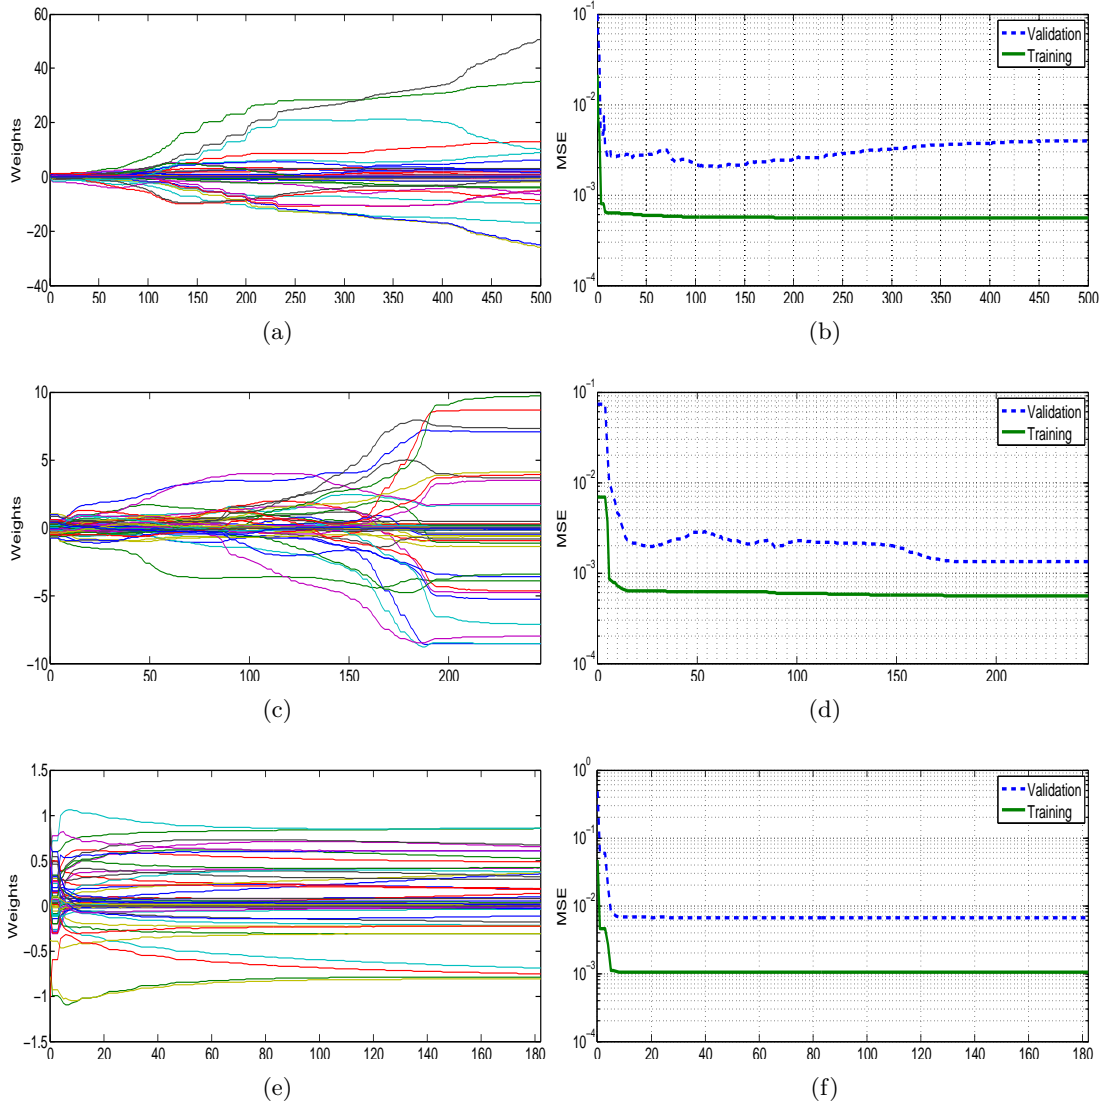 60
40
20
0
−20
−40
Weights
0 50 100 150 200 250 300 350 400 450 500
(a)
10⁻¹
10⁻²
10⁻³
10⁻⁴
MSE
Validation
Training
0 50 100 150 200 250 300 350 400 450 500
(b)
10
5
0
−5
−10
Weights
50 100 150 200
(c)
10⁻¹
10⁻²
10⁻³
10⁻⁴
MSE
Validation
Training
0 50 100 150 200
(d)
1.5
1
0.5
0
−0.5
−1
−1.5
Weights
0 20 40 60 80 100 120 140 160 180
(e)
10⁰
10⁻¹
10⁻²
10⁻³
10⁻⁴
MSE
Validation
Training
0 20 40 60 80 100 120 140 160 180
(f)